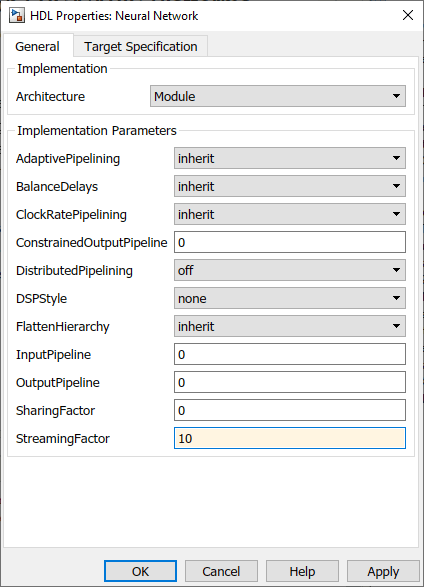 HDL Properties: Neural Network
General Target Specification
Implementation
Architecture Module
Implementation Parameters
AdaptivePipelining inherit
BalanceDelays inherit
ClockRatePipelining inherit
ConstrainedOutputPipeline 0
DistributedPipelining off
DSPStyle none
FlattenHierarchy inherit
InputPipeline 0
OutputPipeline 0
SharingFactor 0
StreamingFactor 10
OK Cancel Help Apply